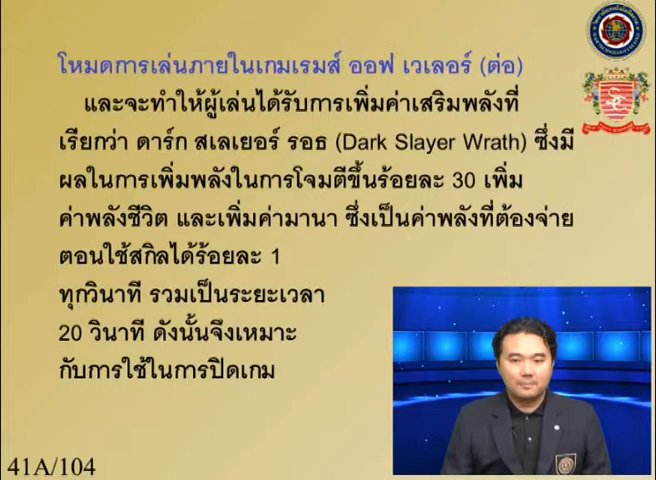 โหมดการเล่นภายในเกมเรมส์ ออฟ เวเลอร์ (ต่อ)
และจะทำให้ผู้เล่นได้รับการเพิ่มค่าเสริมพลังที่
เรียกว่า ดาร์ก สเลเยอร์ รอธ (Dark Slayer Wrath) ซึ่งมี
ผลในการเพิ่มพลังในการโจมตีขึ้นร้อยละ 30 เพิ่ม
ค่าพลังชีวิต และเพิ่มค่ามานา ซึ่งเป็นค่าพลังที่ต้องจ่าย
ตอนใช้สกิลได้ร้อยละ 1
ทุกวินาที รวมเป็นระยะเวลา
20 วินาที ดังนั้นจึงเหมาะ
กับการใช้ในการปิดเกม
41A/104